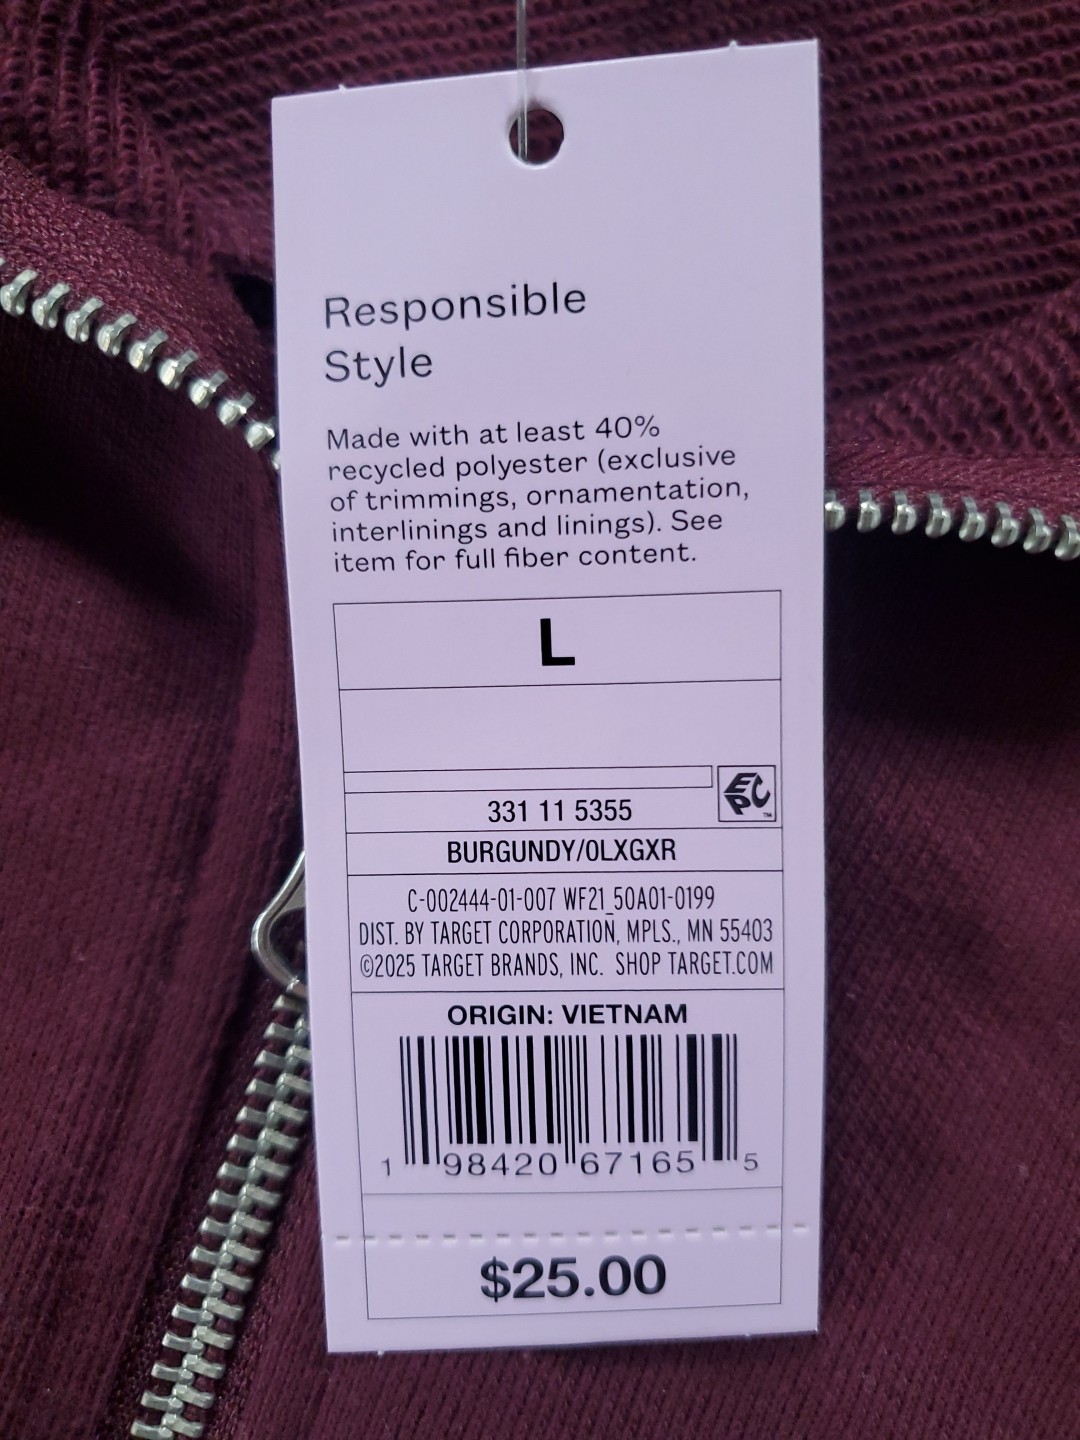 Responsible
Style
Made with at least 40%
recycled polyester (exclusive
of trimmings, ornamentation,
interlinings and linings). See
item for full fiber content.
L
EPC™
331 11 5355
BURGUNDY/0LXGXR
C-002444-01-007 WF21_50A01-0199
DIST. BY TARGET CORPORATION, MPLS., MN 55403
©2025 TARGET BRANDS, INC. SHOP TARGET.COM
ORIGIN: VIETNAM
1 98420 67165 5
$25.00